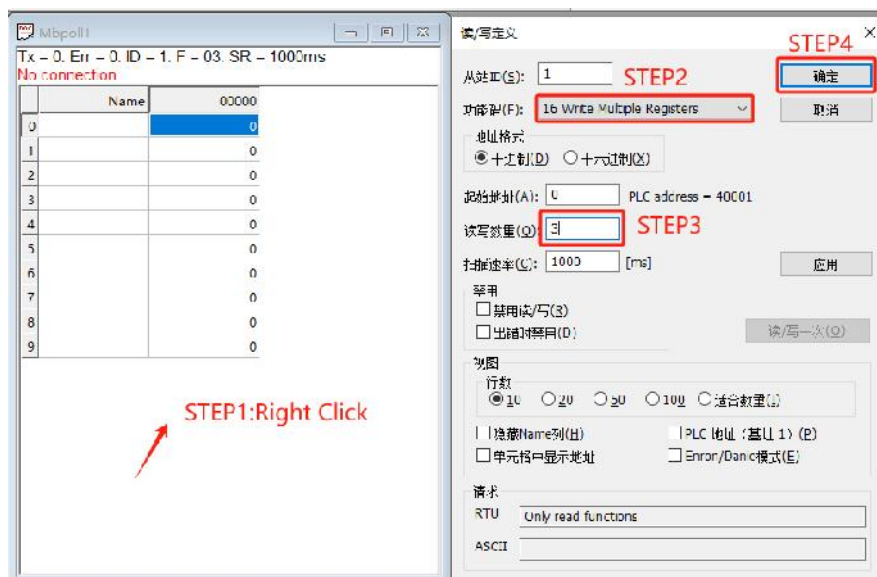 Mbpoll1
Tx = 0. Err = 0. ID = 1. F = 03. SR = 1000ms
No connection
Name 00000
0 0
1 0
2 0
3 0
4 0
5 0
6 0
7 0
8 0
9 0
STEP1:Right Click
读/写定义
STEP4
从站ID(S): 1
STEP2
确定
功能码(F): 16 Write Multiple Registers
取消
地址格式
十进制(D) 十六进制(X)
起始地址(A): 0 PLC address = 40001
读写数量(Q): 3
STEP3
扫描速率(C): 1000 [ms]
应用
禁用
禁用读/写(R)
出错时禁用(D)
读/写一次(O)
视图
行数
10 20 50 100 适合数量(I)
隐藏Name列(H) PLC 地址 (基址 1) (P)
单元格中显示地址 Enron/Danic模式(E)
请求
RTU Only read functions
ASCII